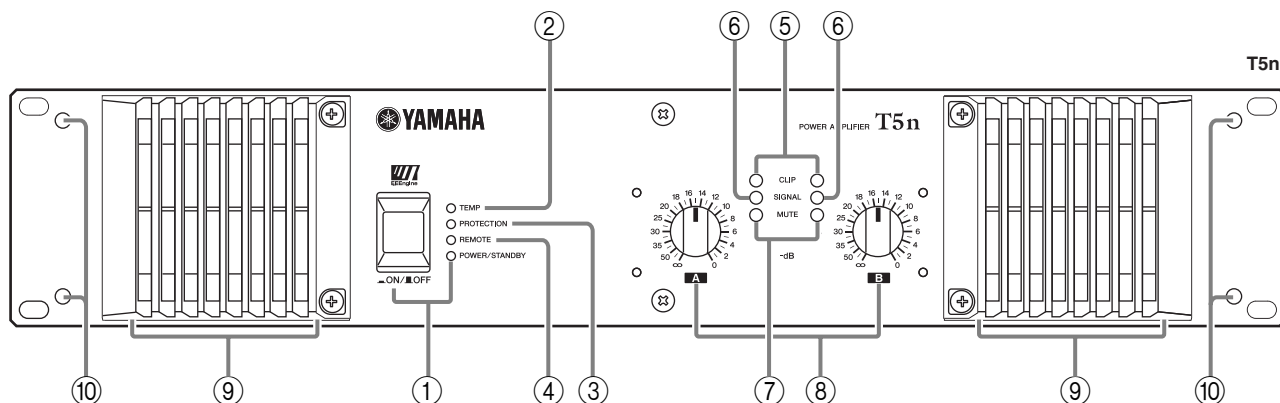 ② ⑥ ⑤ ⑥
T5n
YAMAHA
POWER AMPLIFIER T5n
EEEngine
TEMP
PROTECTION
REMOTE
POWER/STANDBY
ON/ OFF
CLIP
SIGNAL
MUTE
-dB
∞ 50 35 30 25 20 18 16 14 12 10 8 6 4 2 0
A
∞ 50 35 30 25 20 18 16 14 12 10 8 6 4 2 0
B
⑩ ⑨ ① ④ ③ ⑦ ⑧ ⑨ ⑩